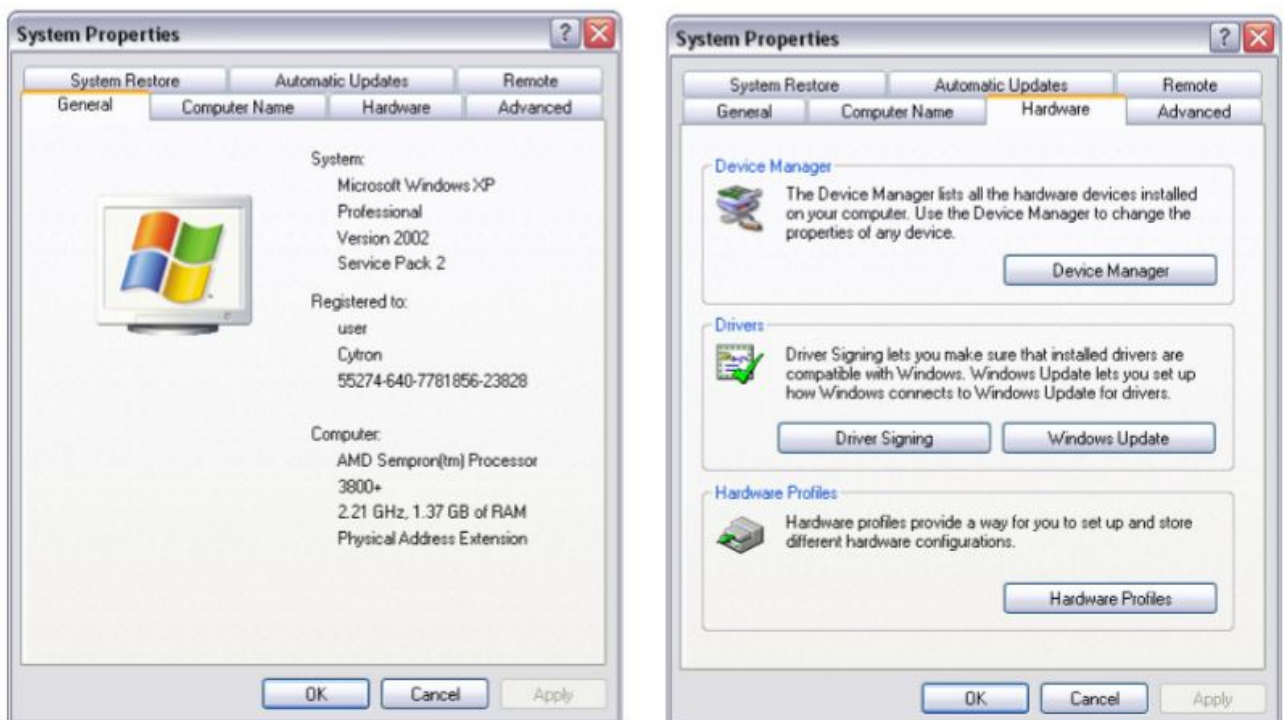 System Properties
System Restore Automatic Updates Remote
General Computer Name Hardware Advanced
System:
Microsoft Windows XP
Professional
Version 2002
Service Pack 2
Registered to:
user
Cytron
55274-640-7781856-23828
Computer:
AMD Sempron(tm) Processor
3800+
2.21 GHz, 1.37 GB of RAM
Physical Address Extension
OK Cancel Apply
System Properties
System Restore Automatic Updates Remote
General Computer Name Hardware Advanced
Device Manager
The Device Manager lists all the hardware devices installed
on your computer. Use the Device Manager to change the
properties of any device.
Device Manager
Drivers
Driver Signing lets you make sure that installed drivers are
compatible with Windows. Windows Update lets you set up
how Windows connects to Windows Update for drivers.
Driver Signing Windows Update
Hardware Profiles
Hardware profiles provide a way for you to set up and store
different hardware configurations.
Hardware Profiles
OK Cancel Apply